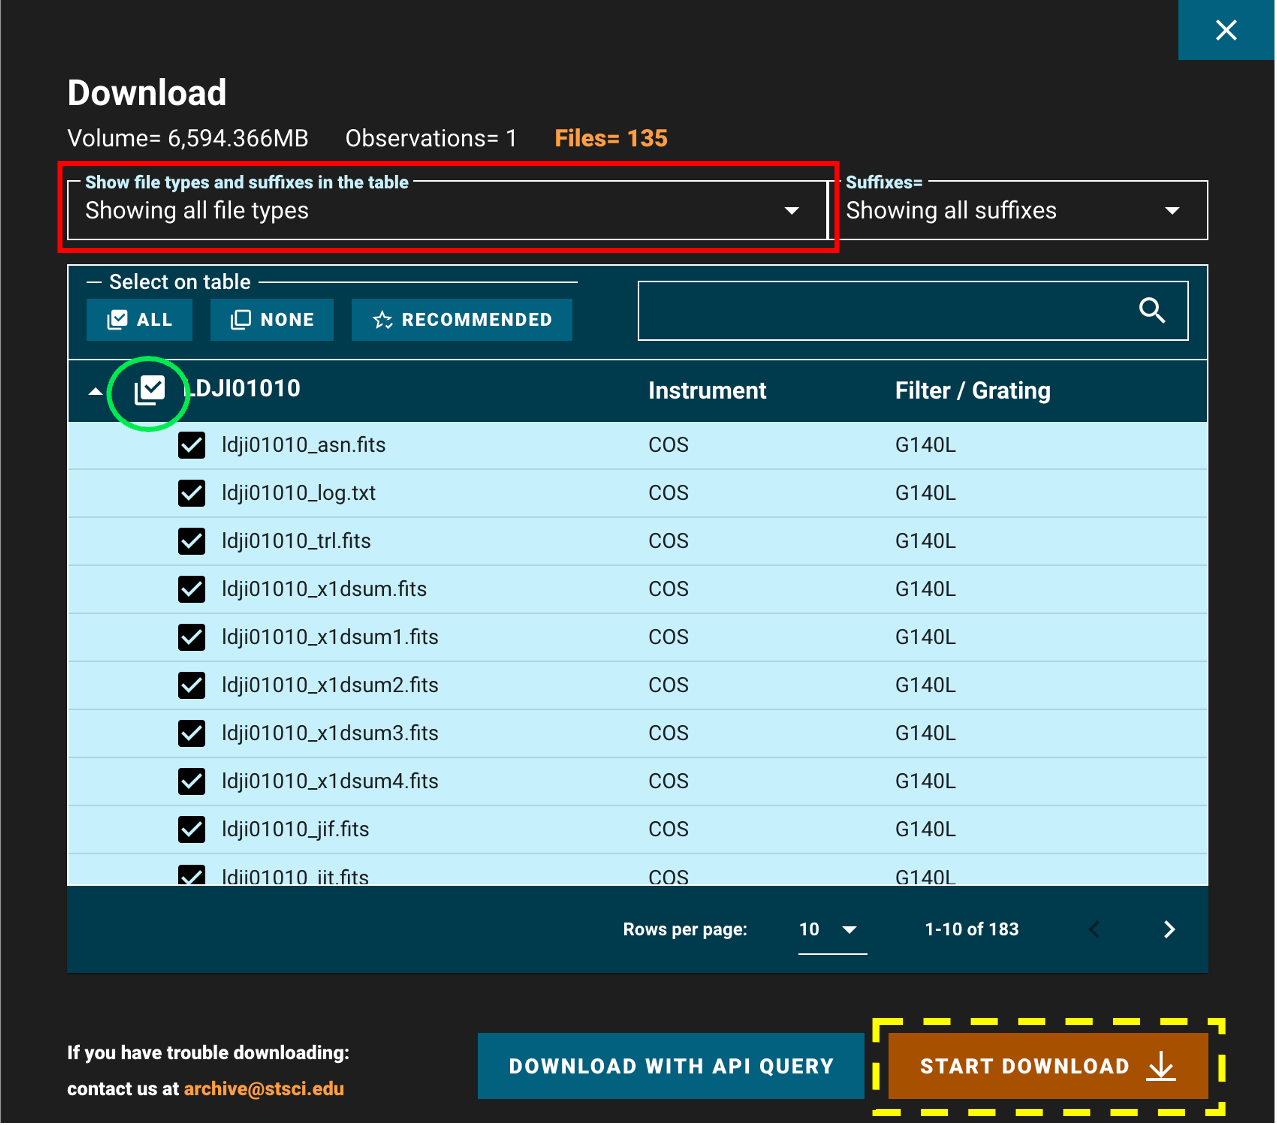 Download
Volume= 6,594.366MB Observations= 1 Files= 135
Show file types and suffixes in the table Suffixes=
Showing all file types Showing all suffixes
Select on table
ALL NONE RECOMMENDED
LDJI01010 Instrument Filter / Grating
ldji01010_asn.fits COS G140L
ldji01010_log.txt COS G140L
ldji01010_trl.fits COS G140L
ldji01010_x1dsum.fits COS G140L
ldji01010_x1dsum1.fits COS G140L
ldji01010_x1dsum2.fits COS G140L
ldji01010_x1dsum3.fits COS G140L
ldji01010_x1dsum4.fits COS G140L
ldji01010_jif.fits COS G140L
ldji01010_jit.fits COS G140L
Rows per page: 10 1-10 of 183
If you have trouble downloading:
contact us at archive@stsci.edu
DOWNLOAD WITH API QUERY START DOWNLOAD